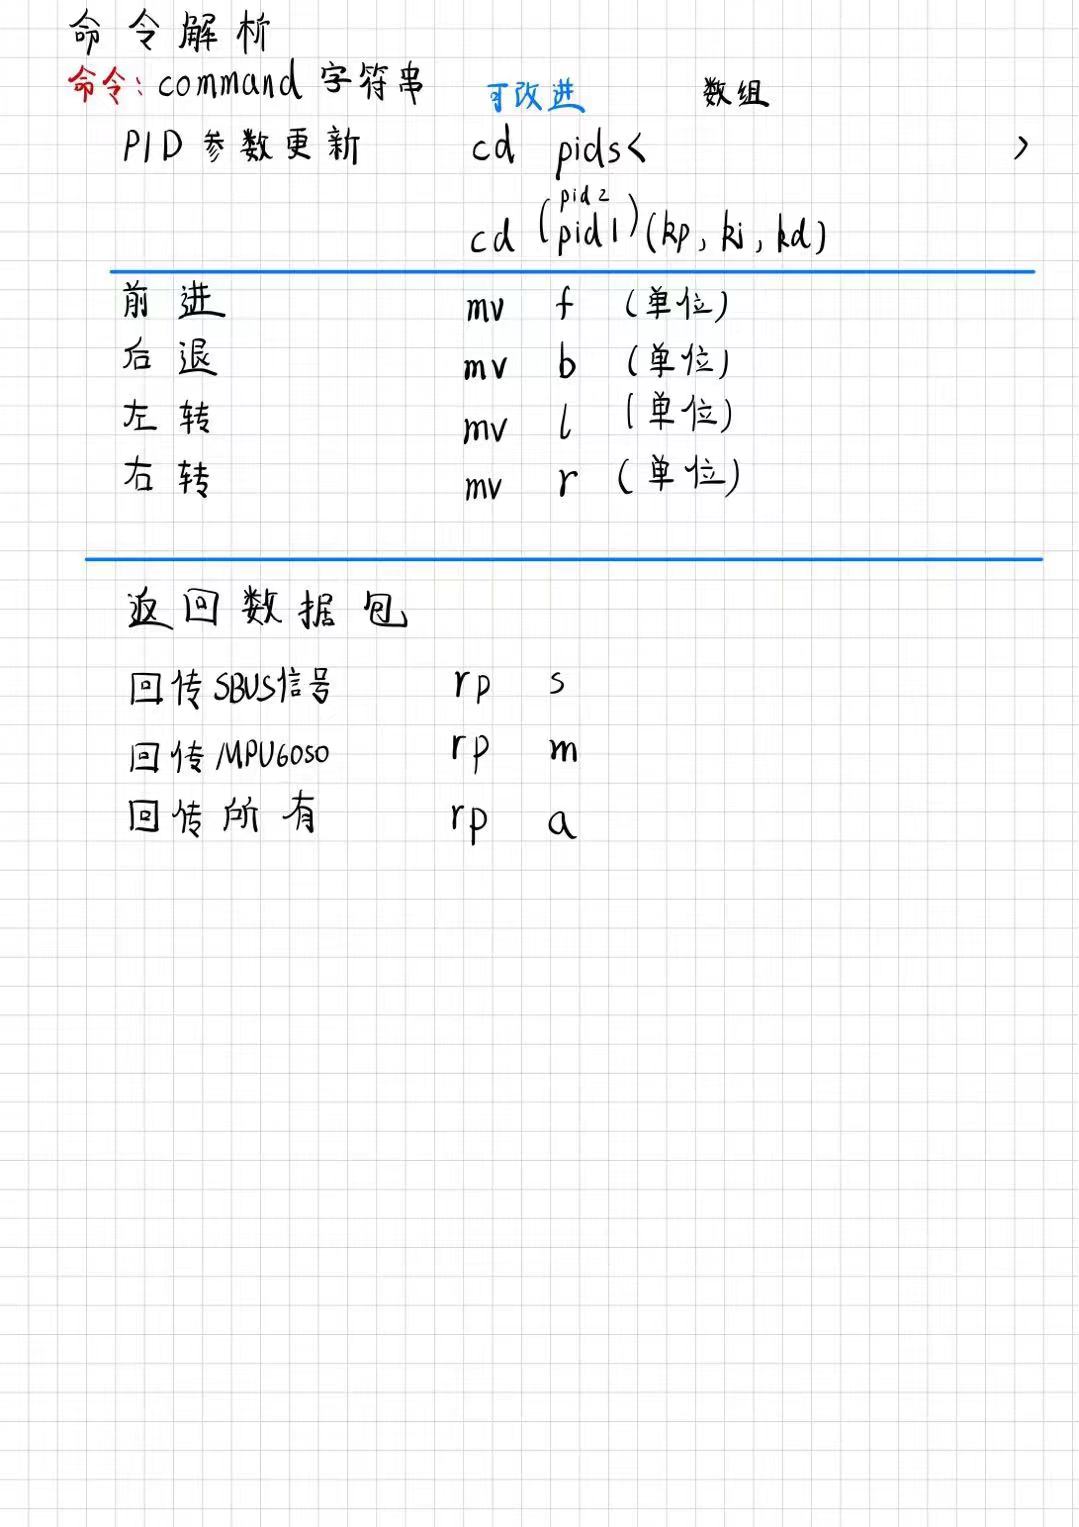 命令解析
命令: command 字符串 可改进 数组
PID 参数更新 cd pids< >
pid2
cd (pid1)(kp, ki, kd)
前进 mv f (单位)
后退 mv b (单位)
左转 mv l (单位)
右转 mv r (单位)
返回数据包
回传SBUS信号 rp s
回传MPU6050 rp m
回传所有 rp a